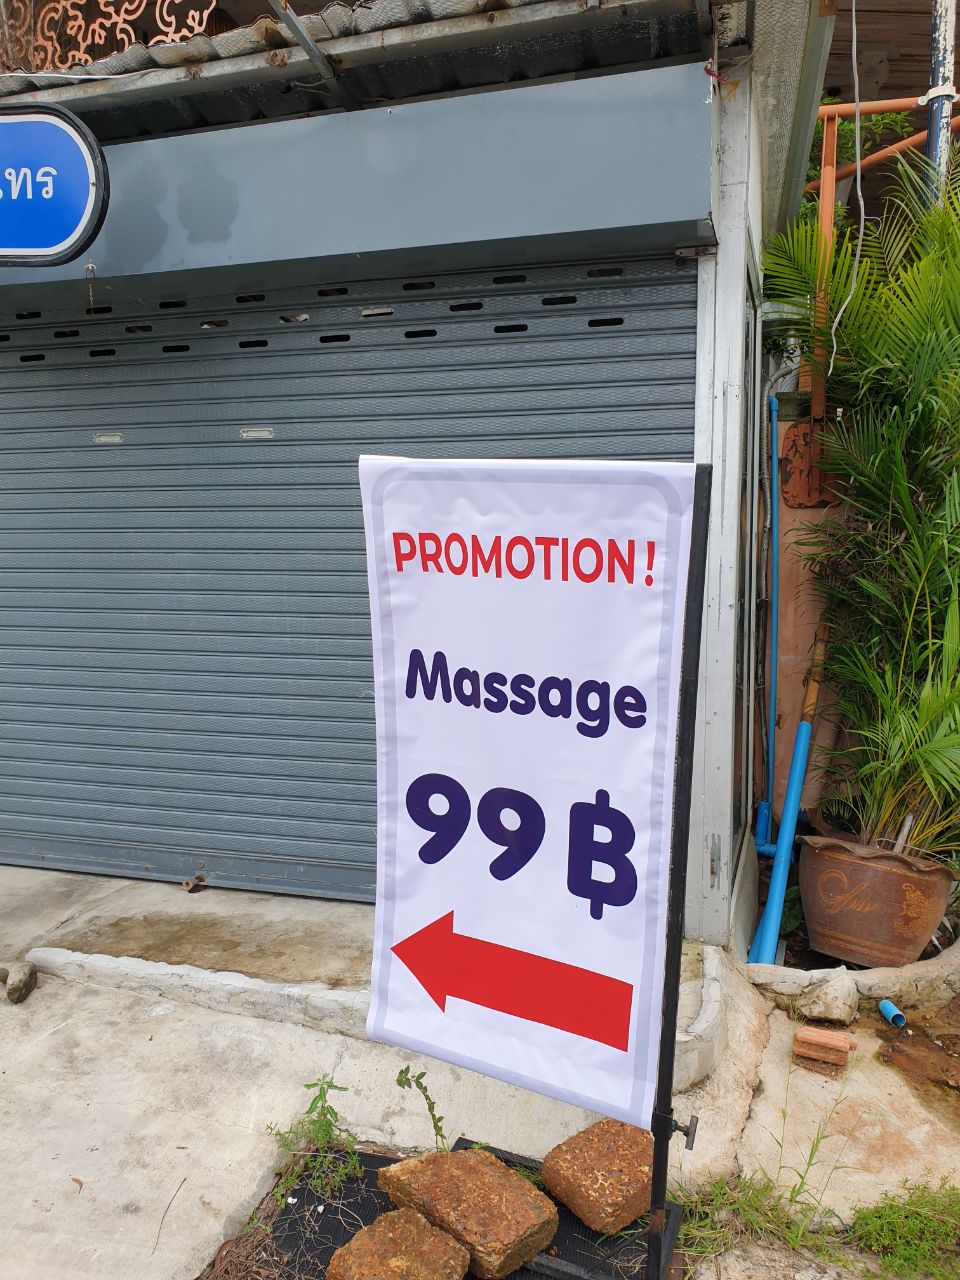 PROMOTION!
Massage
99 ฿